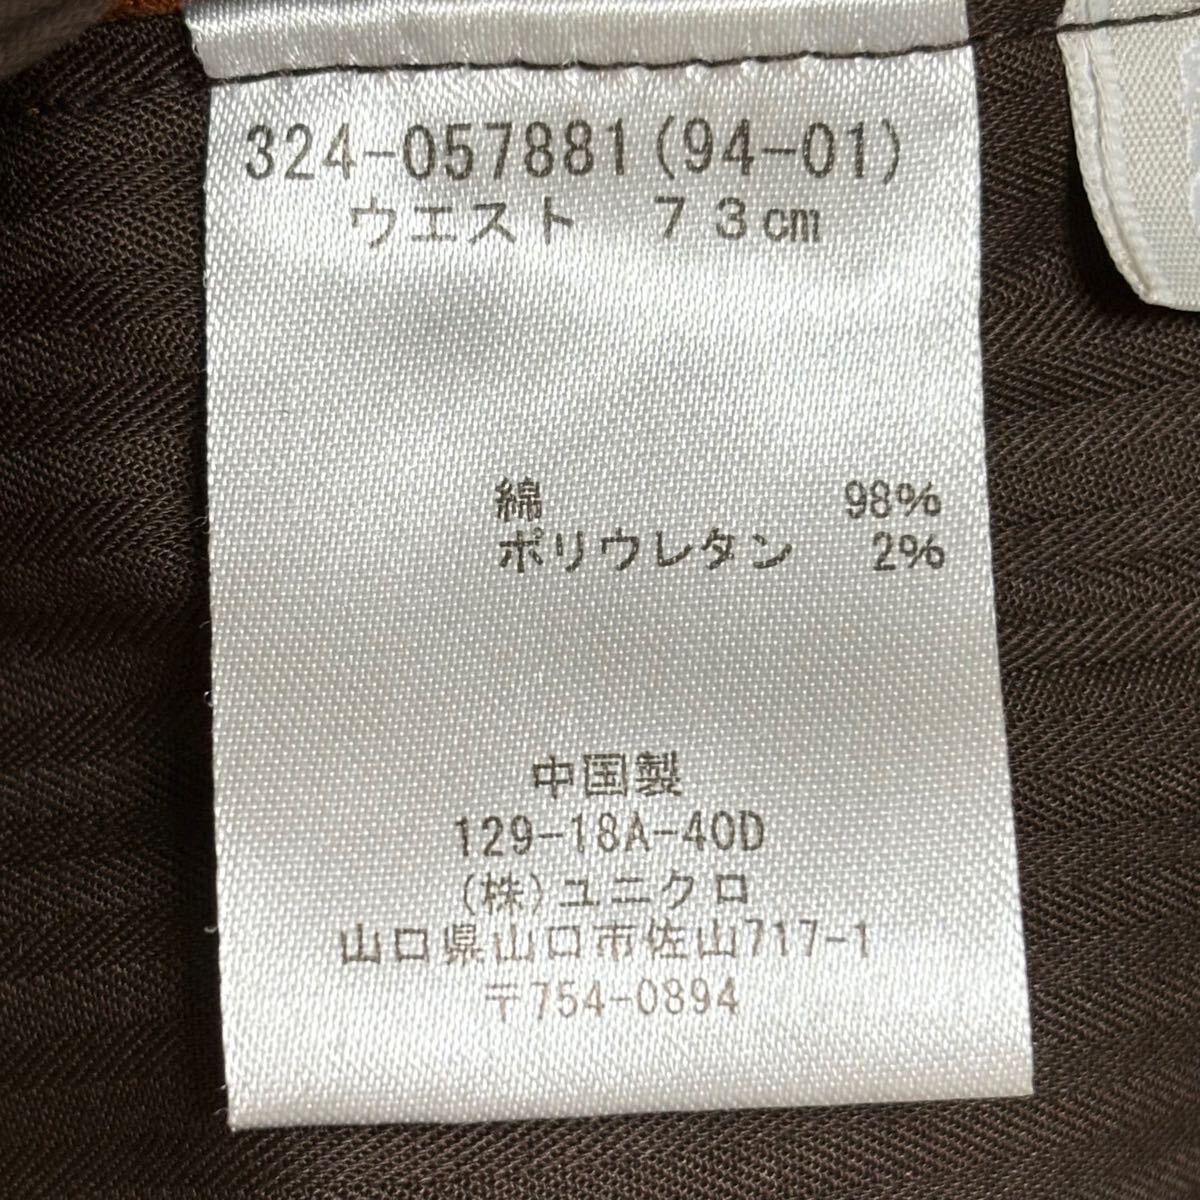 324-057881(94-01)
ウエスト 73cm
綿 98%
ポリウレタン 2%
中国製
129-18A-40D
(株)ユニクロ
山口県山口市佐山717-1
〒754-0894